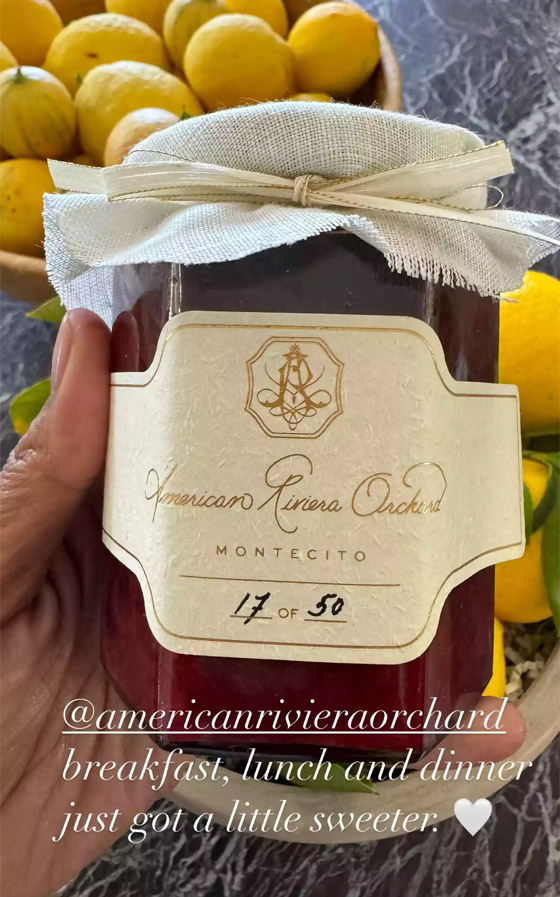 American Riviera Orchard
MONTECITO
17 OF 50
@americanrivieraorchard
breakfast, lunch and dinner
just got a little sweeter. 🤍